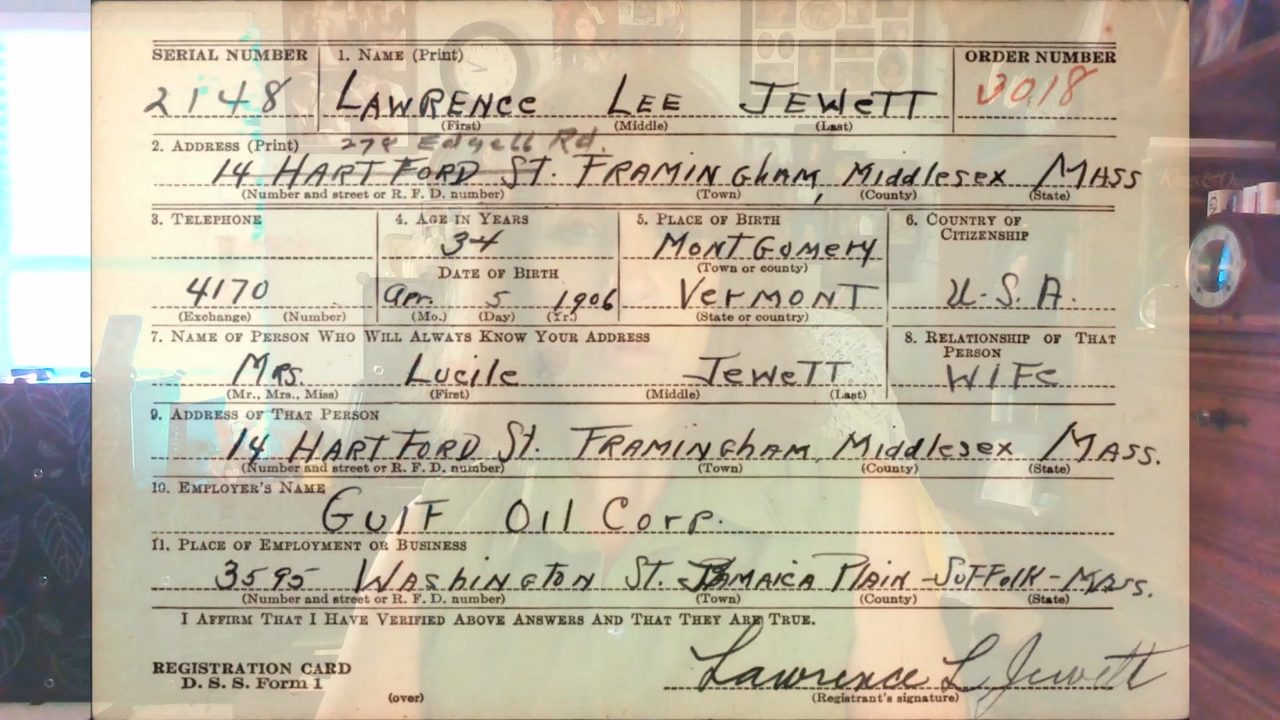 SERIAL NUMBER 1. NAME (Print) ORDER NUMBER
2148 LAWRENCE LEE JEWETT 3018
(First) (Middle) (Last)
2. ADDRESS (Print) 278 Edgell Rd.
14 HARTFORD ST. FRAMINGHAM, Middlesex MASS
(Number and street or R. F. D. number) (Town) (County) (State)
3. TELEPHONE 4. AGE IN YEARS 5. PLACE OF BIRTH 6. COUNTRY OF
CITIZENSHIP
34 MONTGOMERY
(Town or county)
DATE OF BIRTH
4170 Apr. 5 1906 VERMONT U.S.A.
(Exchange) (Number) (Mo.) (Day) (Yr.) (State or country)
7. NAME OF PERSON WHO WILL ALWAYS KNOW YOUR ADDRESS 8. RELATIONSHIP OF THAT
PERSON
Mrs. Lucile JEWETT WIFE
(Mr., Mrs., Miss) (First) (Middle) (Last)
9. ADDRESS OF THAT PERSON
14 HARTFORD St. FRAMINGHAM, Middlesex MASS.
(Number and street or R. F. D. number) (Town) (County) (State)
10. EMPLOYER'S NAME
Gulf Oil Corp.
11. PLACE OF EMPLOYMENT OR BUSINESS
3595 Washington ST. JAMAICA Plain - SUFFOLK - MASS.
(Number and street or R. F. D. number) (Town) (County) (State)
I AFFIRM THAT I HAVE VERIFIED ABOVE ANSWERS AND THAT THEY ARE TRUE.
REGISTRATION CARD
D. S. S. Form 1
(over)
Lawrence L Jewett
(Registrant's signature)